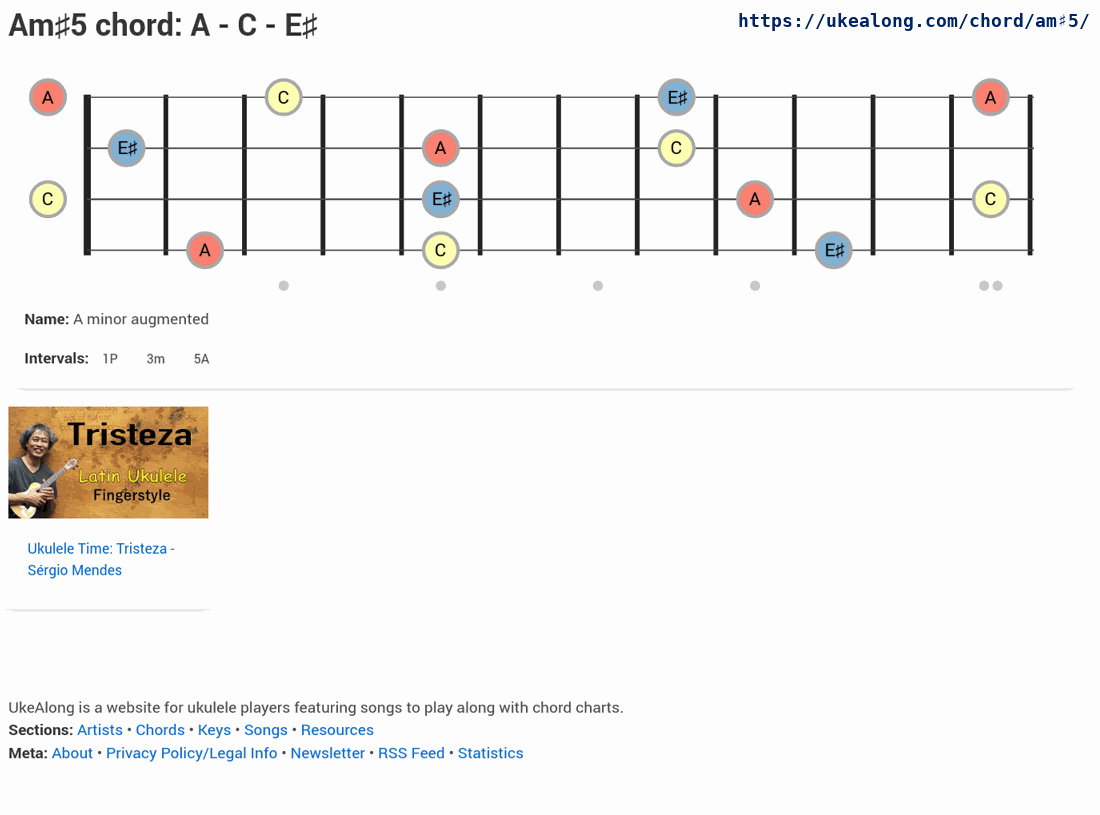 Am♯5 chord: A - C - E♯
https://ukealong.com/chord/am♯5/
A C E♯ A
E♯ A C
C E♯ A C
A C E♯
Name: A minor augmented
Intervals: 1P 3m 5A
Tristeza
Latin Ukulele
Fingerstyle
Ukulele Time: Tristeza -
Sérgio Mendes
UkeAlong is a website for ukulele players featuring songs to play along with chord charts.
Sections: Artists • Chords • Keys • Songs • Resources
Meta: About • Privacy Policy/Legal Info • Newsletter • RSS Feed • Statistics